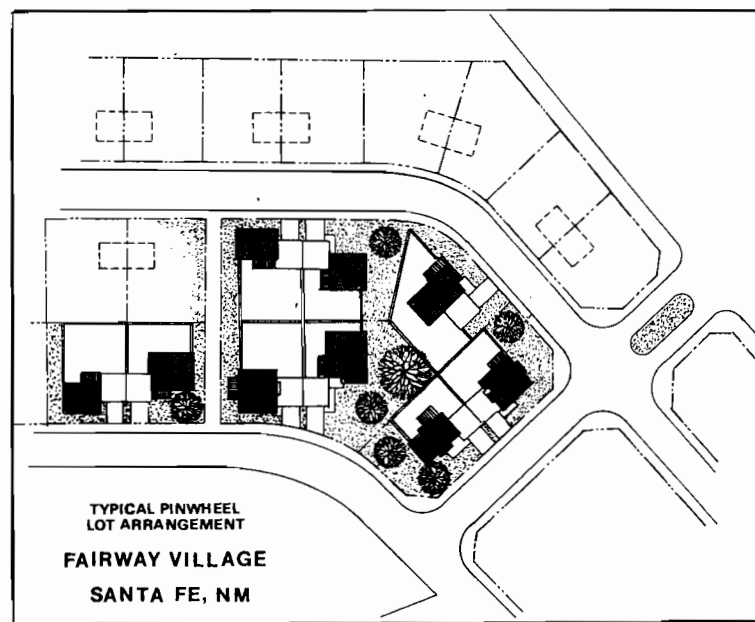 TYPICAL PINWHEEL
LOT ARRANGEMENT
FAIRWAY VILLAGE
SANTA FE, NM